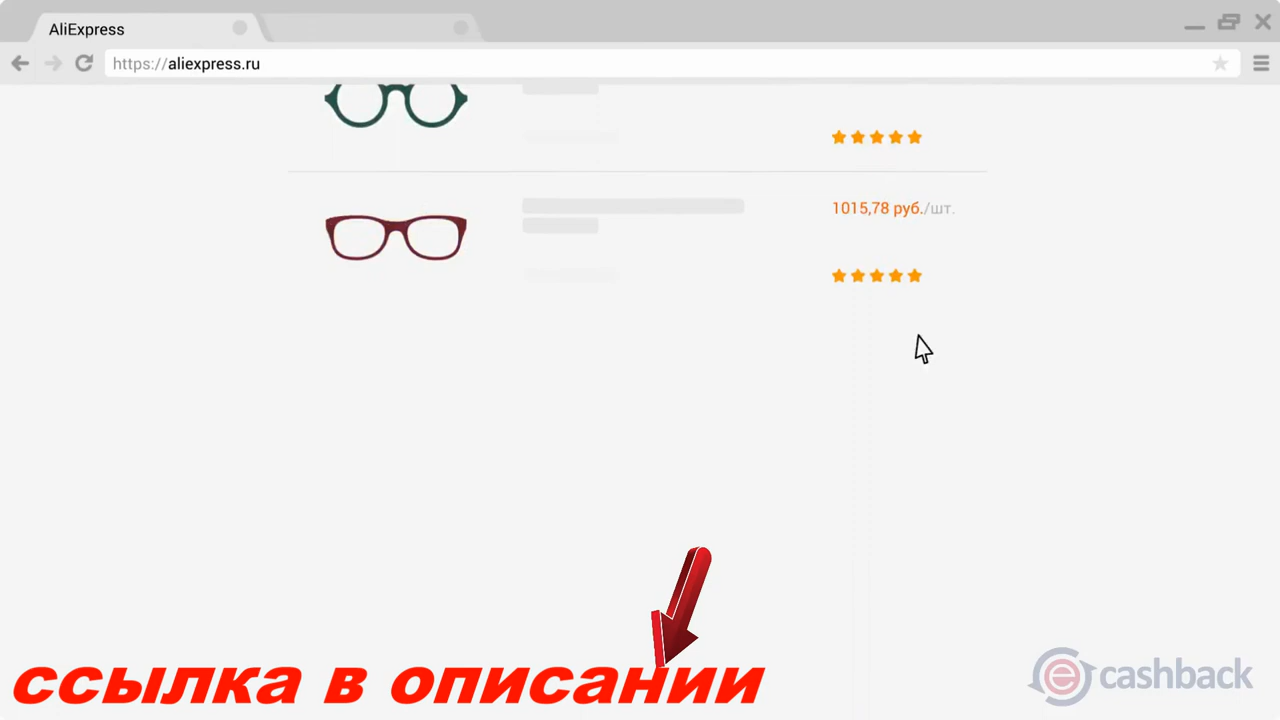 AliExpress
https://aliexpress.ru
1015,78 руб./шт.
ссылка в описании
e cashback